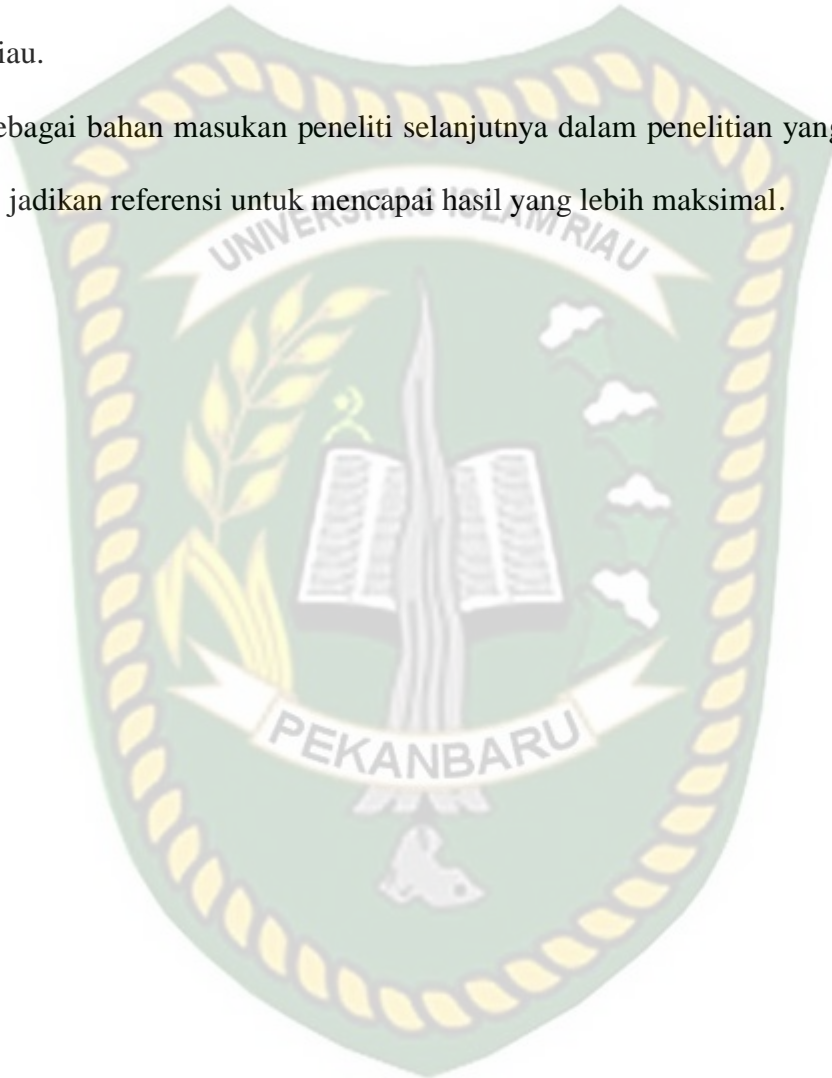 iau.
ebagai bahan masukan peneliti selanjutnya dalam penelitian yang
jadikan referensi untuk mencapai hasil yang lebih maksimal.
UNIVERSITAS ISLAM RIAU
PEKANBARU